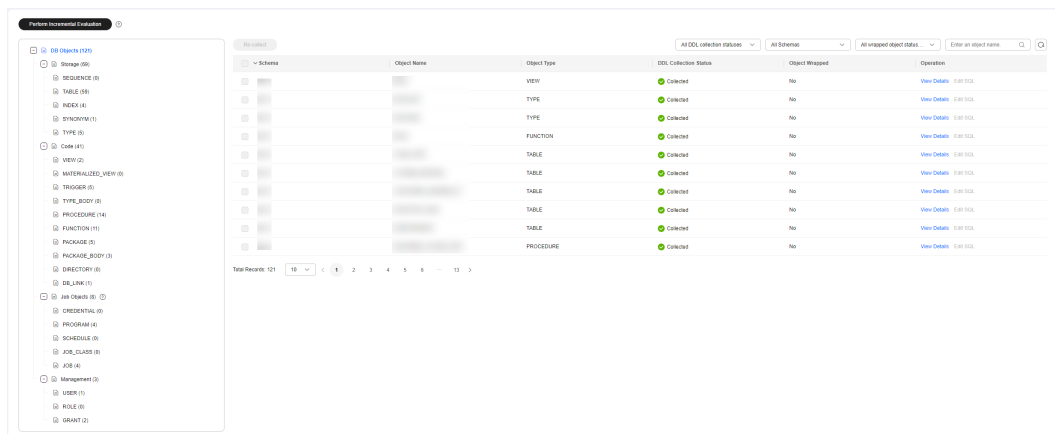 Perform Incremental Evaluation
DB Objects (121)
Storage (69)
SEQUENCE (0)
TABLE (59)
INDEX (4)
SYNONYM (1)
TYPE (5)
Code (41)
VIEW (2)
MATERIALIZED_VIEW (0)
TRIGGER (5)
TYPE_BODY (0)
PROCEDURE (14)
FUNCTION (11)
PACKAGE (5)
PACKAGE_BODY (3)
DIRECTORY (0)
DB_LINK (1)
Job Objects (8)
CREDENTIAL (0)
PROGRAM (4)
SCHEDULE (0)
JOB_CLASS (0)
JOB (4)
Management (3)
USER (1)
ROLE (0)
GRANT (2)
Re-collect All DDL collection statuses All Schemas All wrapped object status... Enter an object name.
Schema Object Name Object Type DDL Collection Status Object Wrapped Operation
VIEW Collected No View Details Edit SQL
TYPE Collected No View Details Edit SQL
TYPE Collected No View Details Edit SQL
FUNCTION Collected No View Details Edit SQL
TABLE Collected No View Details Edit SQL
TABLE Collected No View Details Edit SQL
TABLE Collected No View Details Edit SQL
TABLE Collected No View Details Edit SQL
TABLE Collected No View Details Edit SQL
PROCEDURE Collected No View Details Edit SQL
Total Records: 121 10 < 1 2 3 4 5 6 ... 13 >